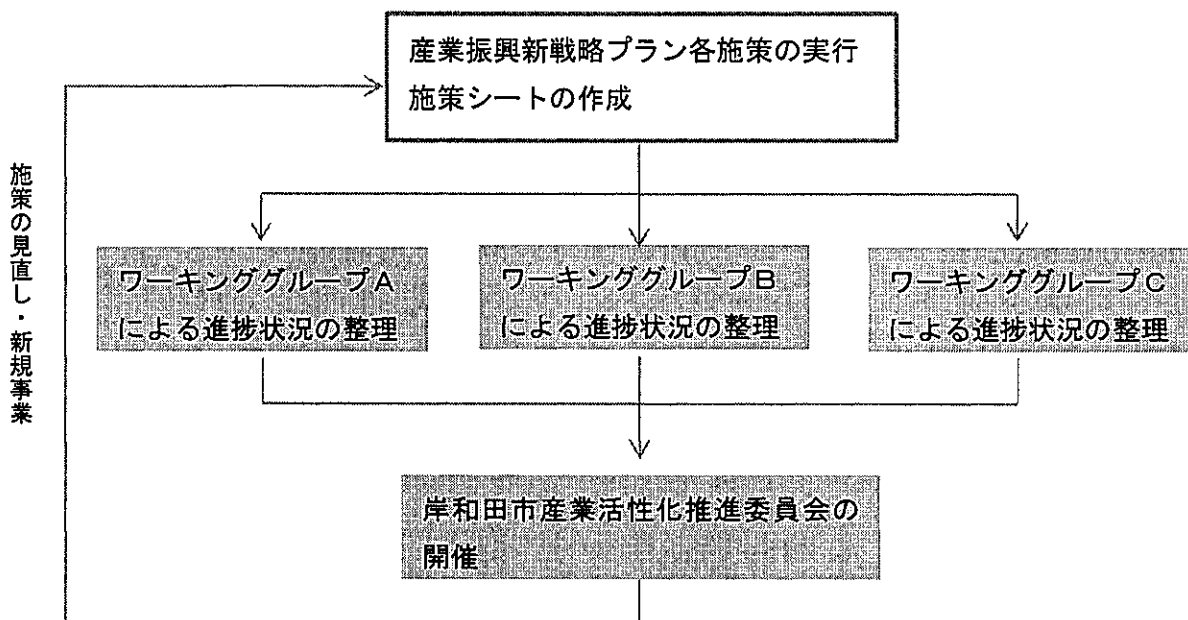 産業振興新戦略プラン各施策の実行
施策シートの作成
施策の見直し・新規事業
ワーキンググループA
による進捗状況の整理
ワーキンググループB
による進捗状況の整理
ワーキンググループC
による進捗状況の整理
岸和田市産業活性化推進委員会の
開催